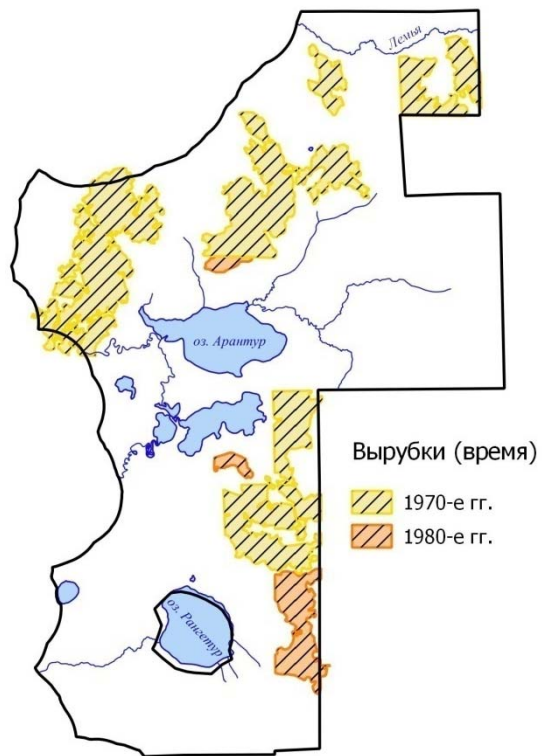 Лемья
оз. Арантур
Вырубки (время)
1970-е гг.
1980-е гг.
оз. Рангетур